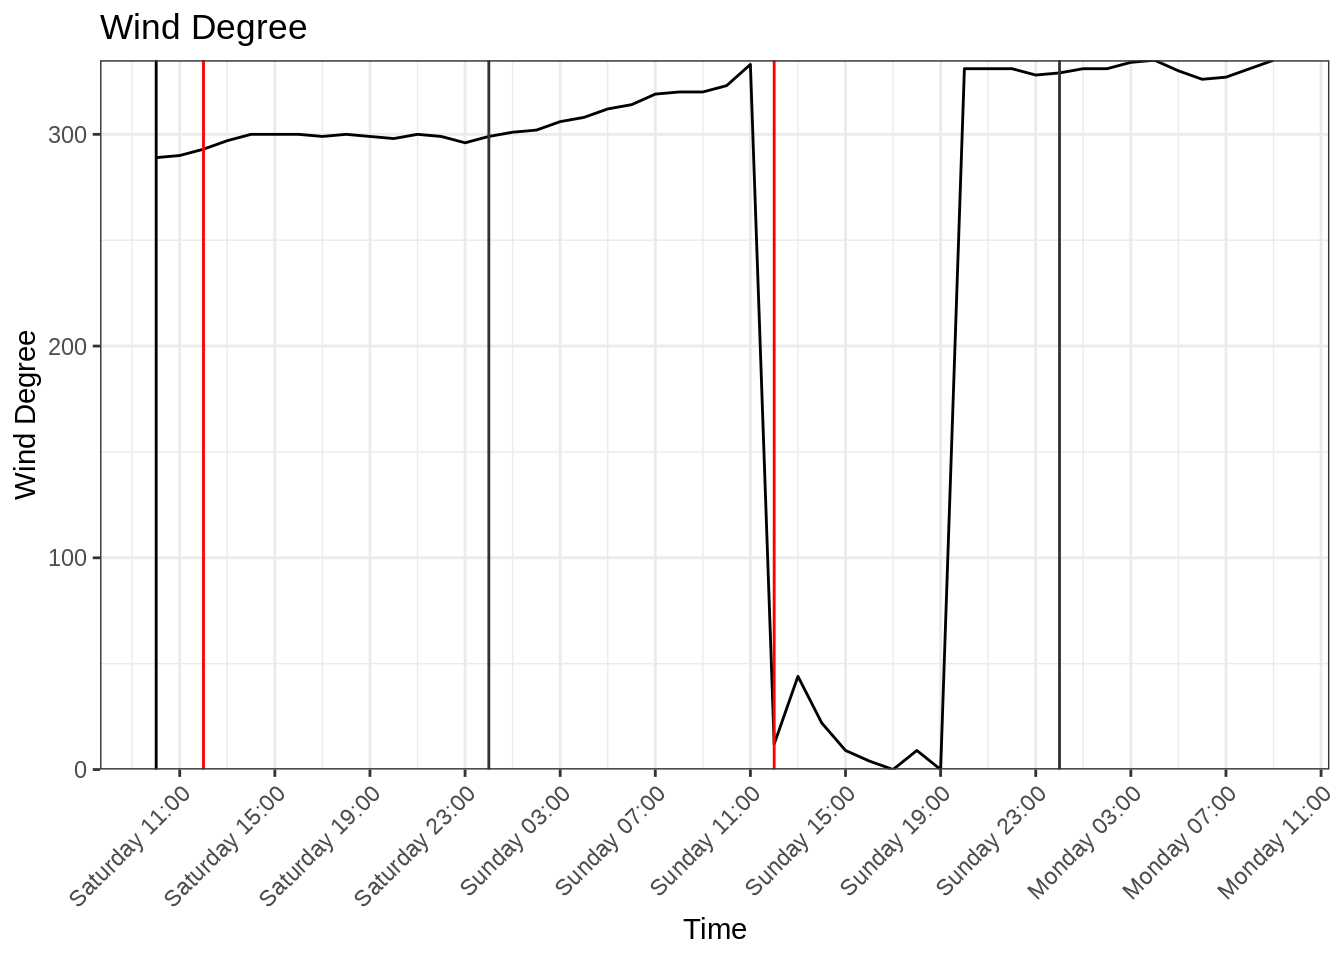 Wind Degree
Wind Degree
300
200
100
0
Saturday 11:00
Saturday 15:00
Saturday 19:00
Saturday 23:00
Sunday 03:00
Sunday 07:00
Sunday 11:00
Sunday 15:00
Sunday 19:00
Sunday 23:00
Monday 03:00
Monday 07:00
Monday 11:00
Time